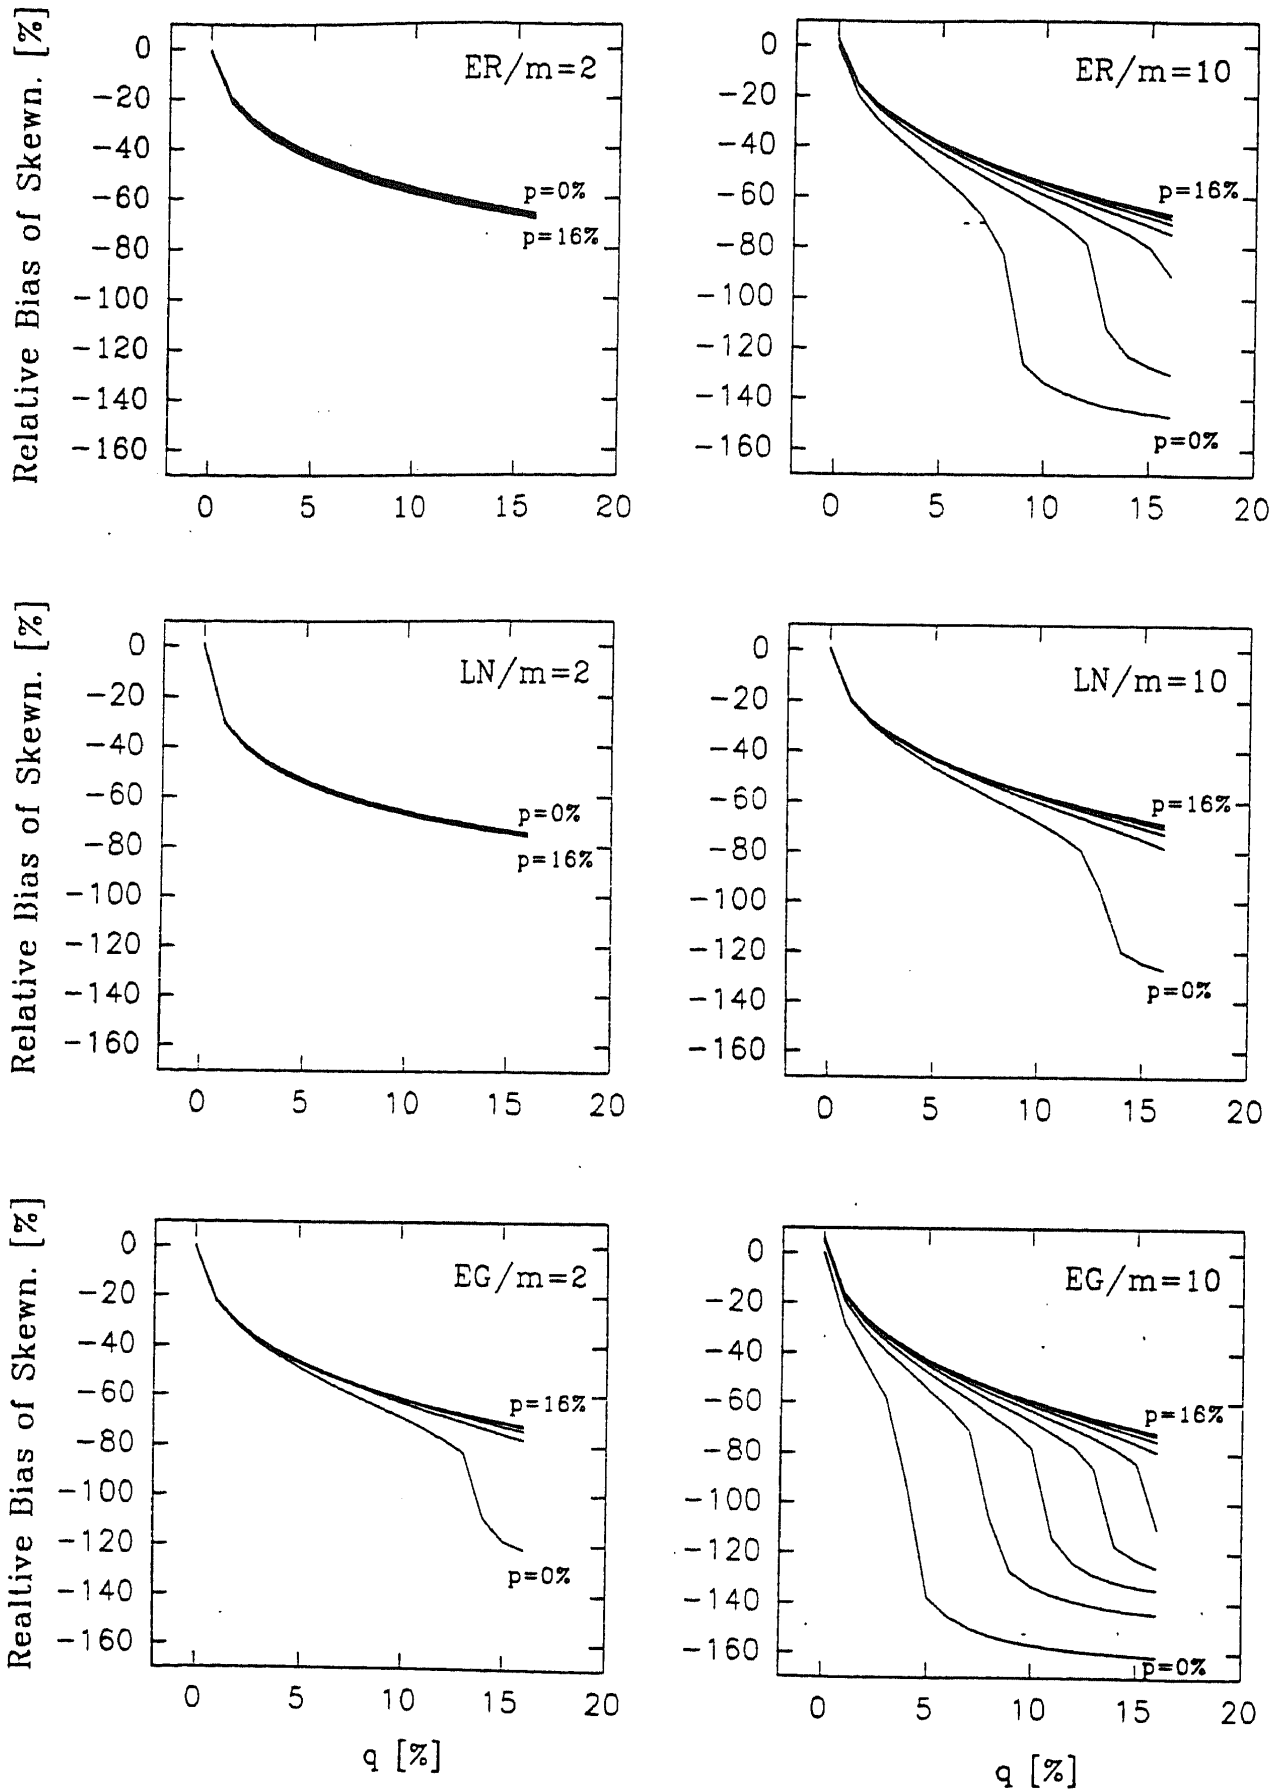 Relative Bias of Skewn. [%]
0
-20
-40
-60
-80
-100
-120
-140
-160
ER/m=2
p=0%
p=16%
0 5 10 15 20
0
-20
-40
-60
-80
-100
-120
-140
-160
ER/m=10
p=16%
p=0%
0 5 10 15 20
Relative Bias of Skewn. [%]
0
-20
-40
-60
-80
-100
-120
-140
-160
LN/m=2
p=0%
p=16%
0 5 10 15 20
0
-20
-40
-60
-80
-100
-120
-140
-160
LN/m=10
p=16%
p=0%
0 5 10 15 20
Realtive Bias of Skewn. [%]
0
-20
-40
-60
-80
-100
-120
-140
-160
EG/m=2
p=16%
p=0%
0 5 10 15 20
q [%]
0
-20
-40
-60
-80
-100
-120
-140
-160
EG/m=10
p=16%
p=0%
0 5 10 15 20
q [%]